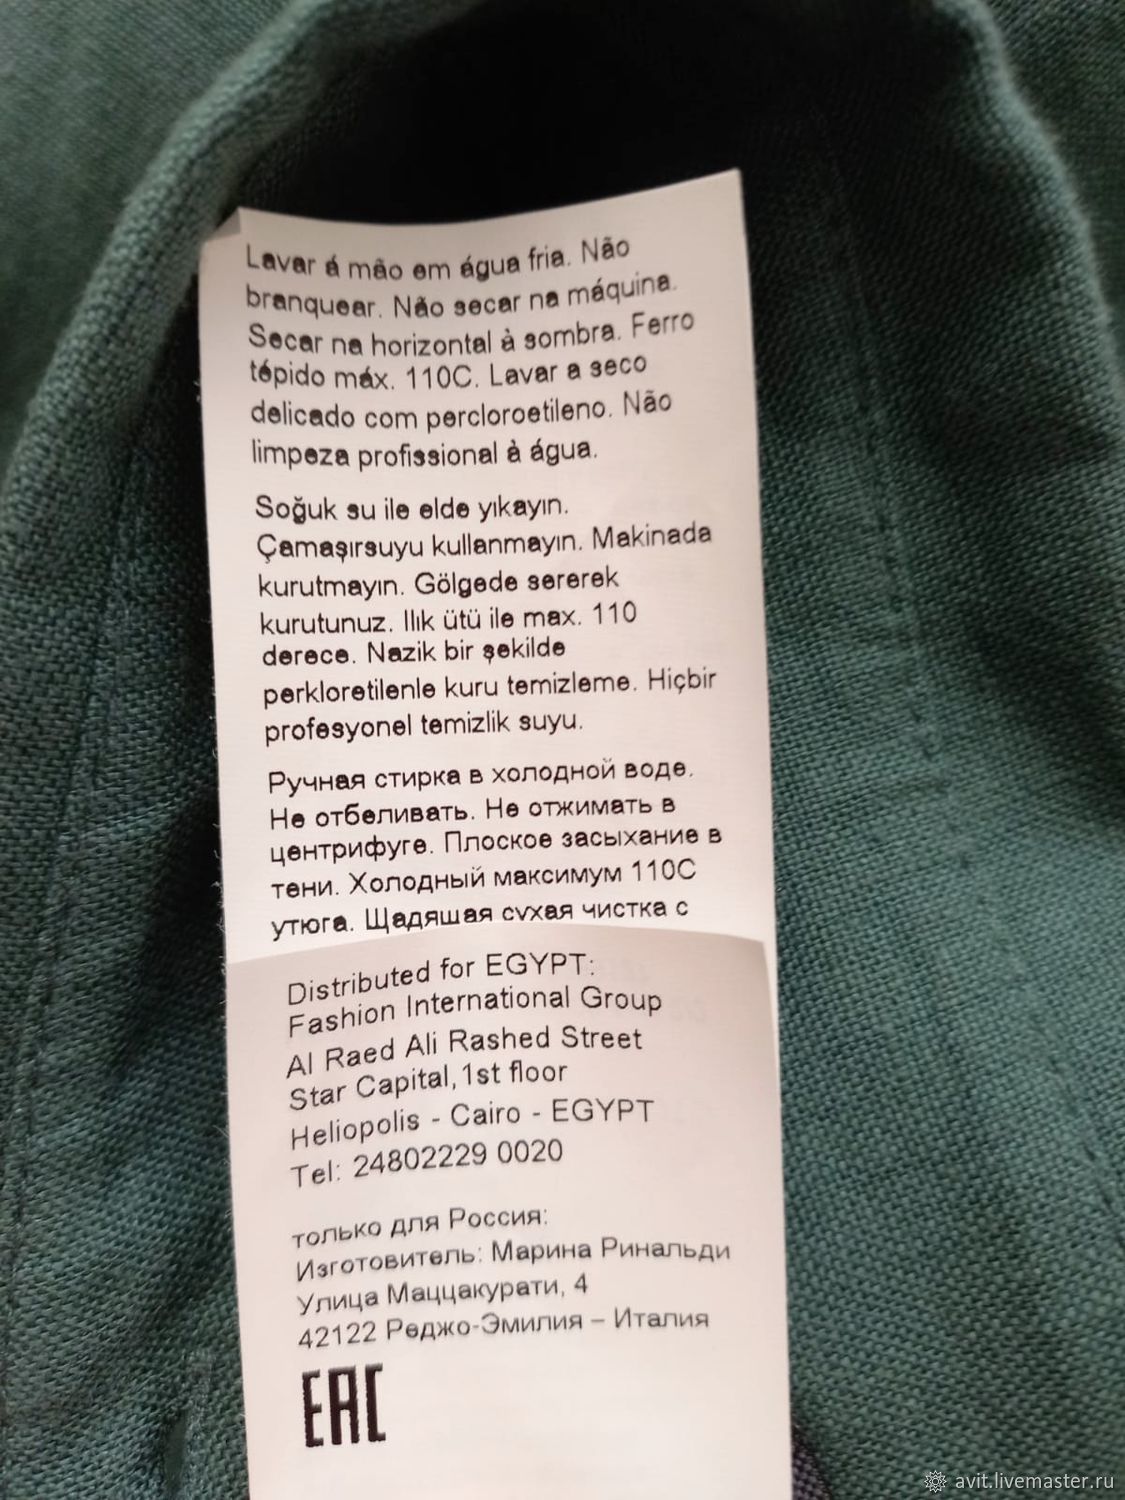 Lavar á mão em água fria. Não
branquear. Não secar na máquina.
Secar na horizontal à sombra. Ferro
tépido máx. 110C. Lavar a seco
delicado com percloroetileno. Não
limpeza profissional à água.
Soğuk su ile elde yıkayın.
Çamaşırsuyu kullanmayın. Makinada
kurutmayın. Gölgede sererek
kurutunuz. Ilık ütü ile max. 110
derece. Nazik bir şekilde
perkloretilenle kuru temizleme. Hiçbir
profesyonel temizlik suyu.
Ручная стирка в холодной воде.
Не отбеливать. Не отжимать в
центрифуге. Плоское засыхание в
тени. Холодный максимум 110С
утюга. Щадящая сухая чистка с
Distributed for EGYPT:
Fashion International Group
Al Raed Ali Rashed Street
Star Capital,1st floor
Heliopolis - Cairo - EGYPT
Tel: 24802229 0020
только для Россия:
Изготовитель: Марина Ринальди
Улица Маццакурати, 4
42122 Реджо-Эмилия – Италия
EAC
avit.livemaster.ru